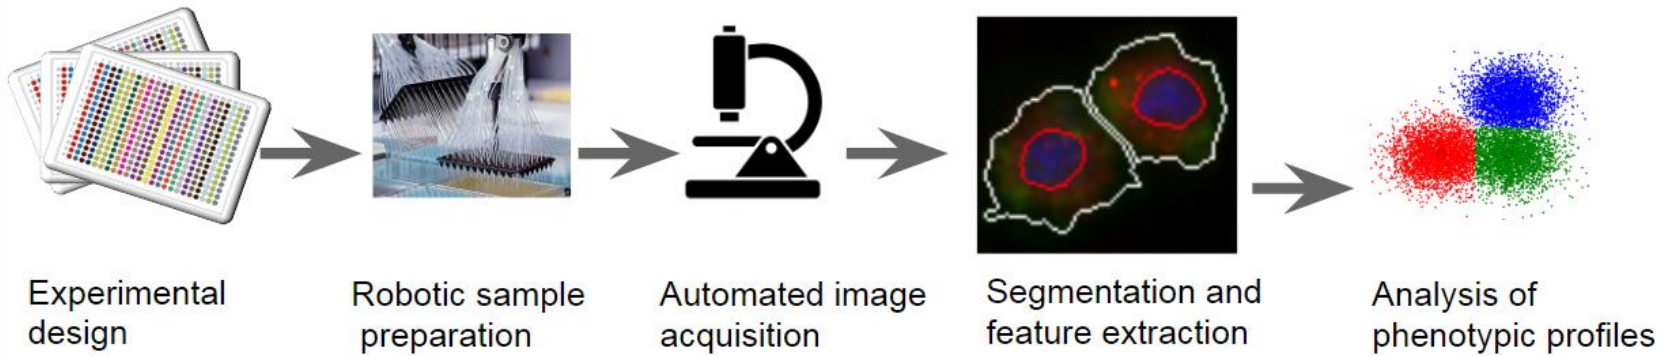 Experimental
design
Robotic sample
preparation
Automated image
acquisition
Segmentation and
feature extraction
Analysis of
phenotypic profiles